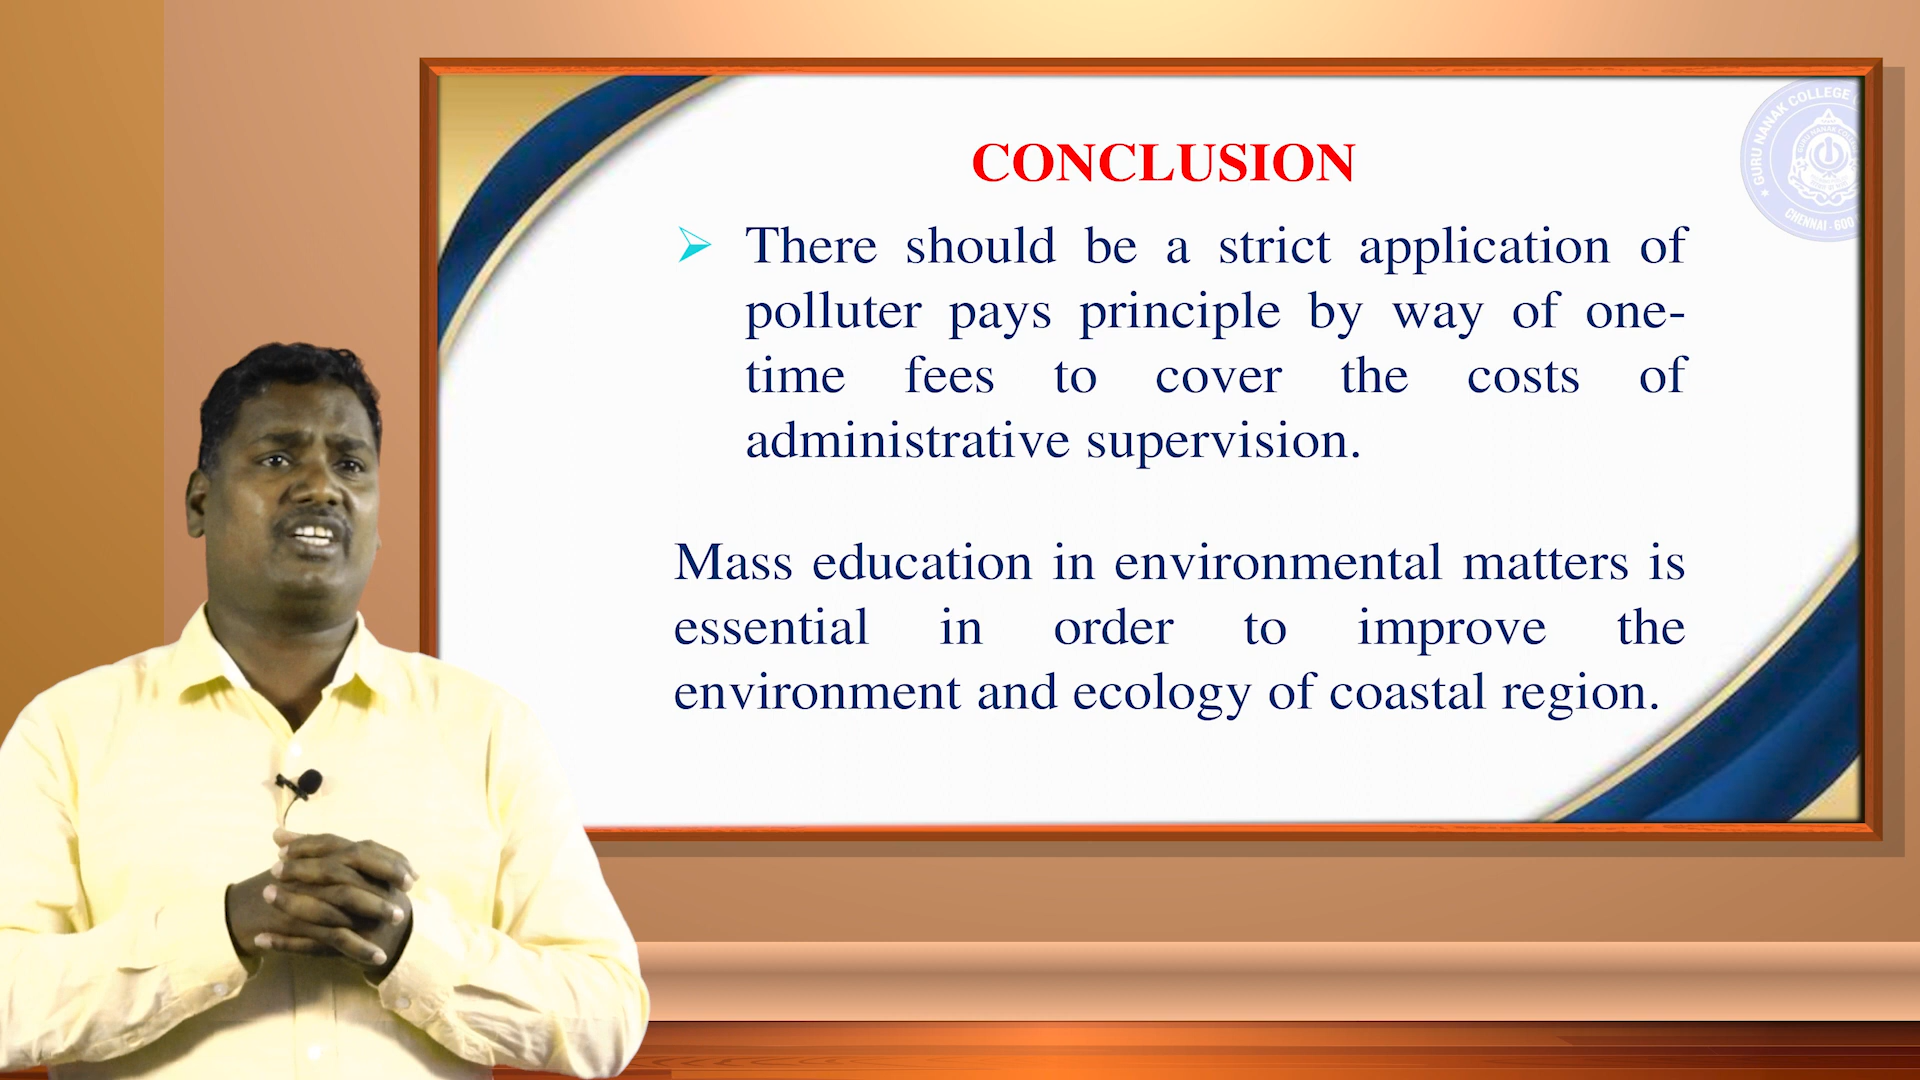 GURU NANAK COLLEGE
CHENNAI - 600
CONCLUSION
There should be a strict application of
polluter pays principle by way of one-
time fees to cover the costs of
administrative supervision.
Mass education in environmental matters is
essential in order to improve the
environment and ecology of coastal region.